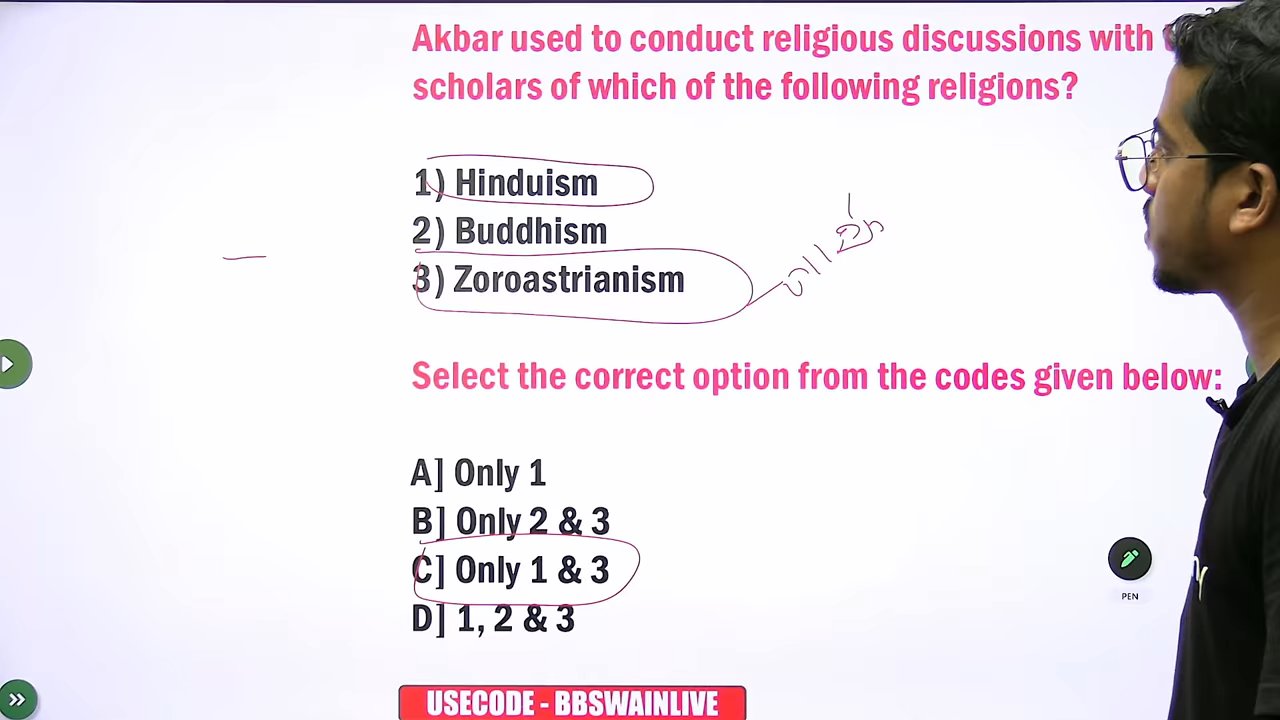 Akbar used to conduct religious discussions with
scholars of which of the following religions?
1) Hinduism
2) Buddhism
3) Zoroastrianism
Select the correct option from the codes given below:
A] Only 1
B] Only 2 & 3
C] Only 1 & 3
D] 1, 2 & 3
PEN
USECODE - BBSWAINLIVE